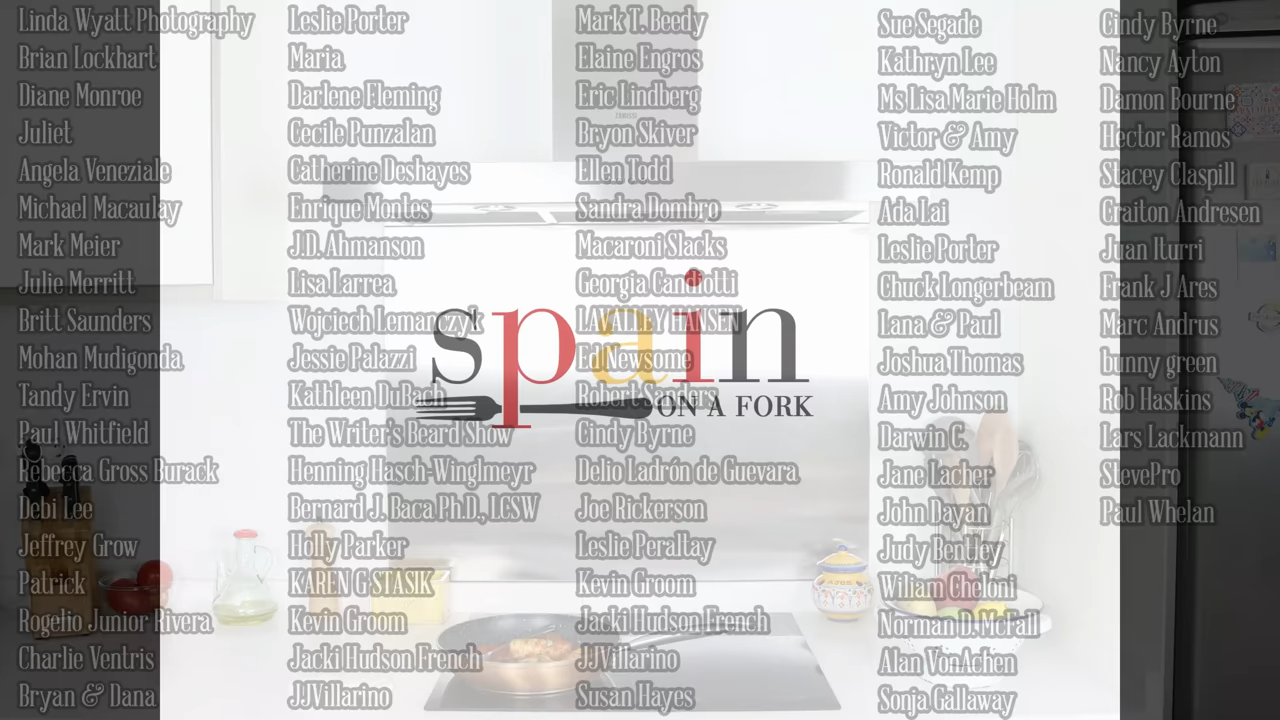 Linda Wyatt Photography
Brian Lockhart
Diane Monroe
Juliet
Angela Veneziale
Michael Macaulay
Mark Meier
Julie Merritt
Britt Saunders
Mohan Mudigonda
Tandy Ervin
Paul Whitfield
Rebecca Gross Burack
Debi Lee
Jeffrey Grow
Patrick
Rogelio Junior Rivera
Charlie Ventris
Bryan & Dana
Leslie Porter
Maria
Darlene Fleming
Cecile Punzalan
Catherine Deshayes
Enrique Montes
J.D. Ahmanson
Lisa Larrea
Wojciech Lemanczyk
Jessie Palazzi
Kathleen DuBach
The Writer's Beard Show
Henning Hasch-Winglmeyr
Bernard J. Baca Ph.D., LCSW
Holly Parker
KAREN G STASIK
Kevin Groom
Jacki Hudson French
JJVillarino
Mark T. Beedy
Elaine Engros
Eric Lindberg
Bryon Skiver
Ellen Todd
Sandra Dombro
Macaroni Slacks
Georgia Candiotti
Ed Newsome
Robert Sanders
Cindy Byrne
Delio Ladrón de Guevara
Joe Rickerson
Leslie Peraltay
Kevin Groom
Jacki Hudson French
JJVillarino
Susan Hayes
Sue Segade
Kathryn Lee
Ms Lisa Marie Holm
Victor & Amy
Ronald Kemp
Ada Lai
Leslie Porter
Chuck Longerbeam
Lana & Paul
Joshua Thomas
Amy Johnson
Darwin C.
Jane Lacher
John Dayan
Judy Bentley
Wiliam Cheloni
Norman D. McFall
Alan VonAchen
Sonja Gallaway
Cindy Byrne
Nancy Ayton
Damon Bourne
Hector Ramos
Stacey Claspill
Craiton Andresen
Juan Iturri
Frank J Ares
Marc Andrus
bunny green
Rob Haskins
Lars Lackmann
StevePro
Paul Whelan
spain
ON A FORK